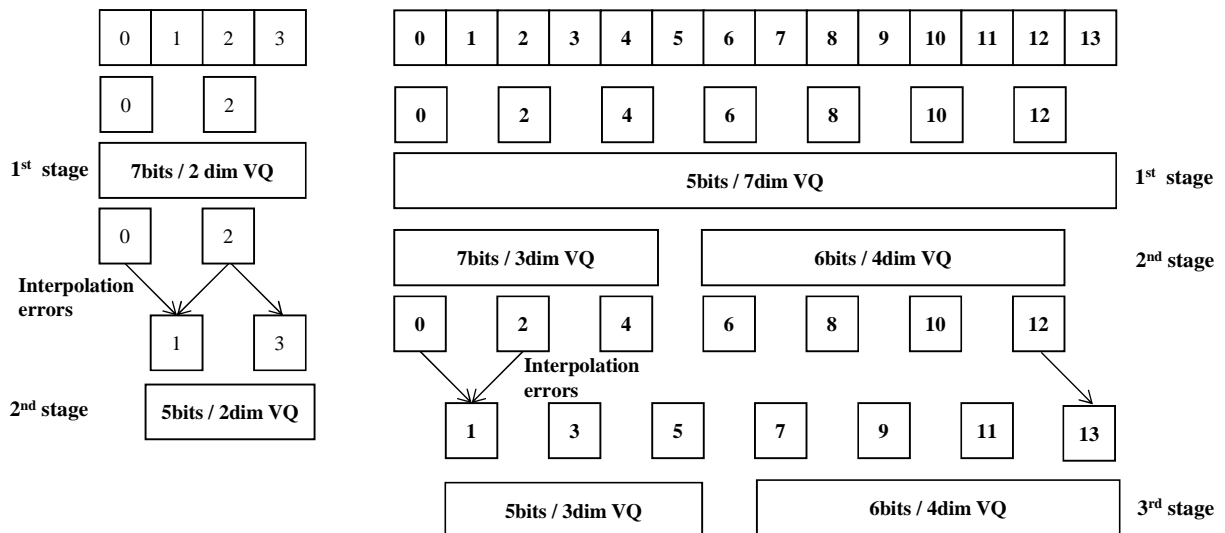 0 1 2 3
0 1 2 3 4 5 6 7 8 9 10 11 12 13
0 2
0 2 4 6 8 10 12
1st stage
7bits / 2 dim VQ
5bits / 7dim VQ
1st stage
0 2
7bits / 3dim VQ
6bits / 4dim VQ
2nd stage
Interpolation
errors
0 2 4 6 8 10 12
1 3
Interpolation
errors
2nd stage
5bits / 2dim VQ
1 3 5 7 9 11 13
5bits / 3dim VQ
6bits / 4dim VQ
3rd stage